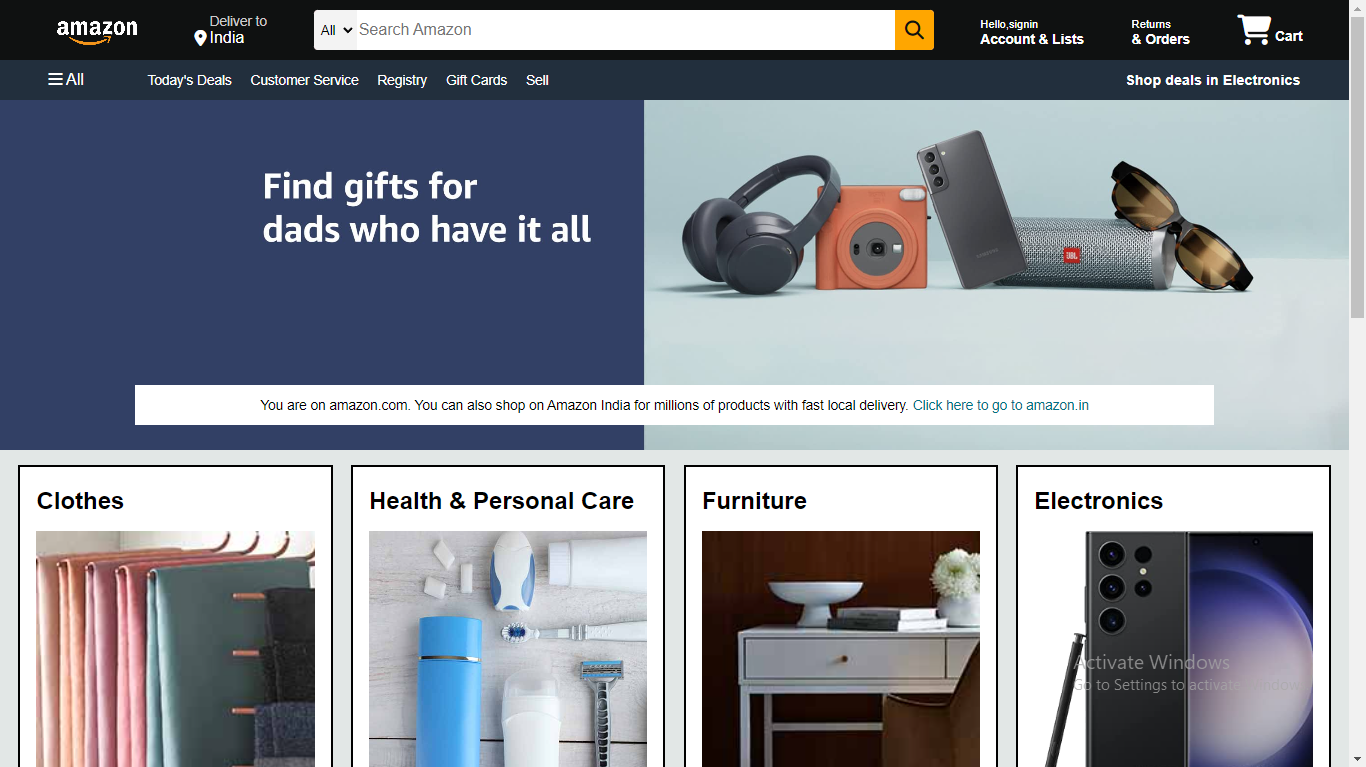 amazon
Deliver to
India
All
Search Amazon
Hello,signin
Account & Lists
Returns
& Orders
Cart
All
Today's Deals
Customer Service
Registry
Gift Cards
Sell
Shop deals in Electronics
Find gifts for
dads who have it all
SAMSUNG
JBL
You are on amazon.com. You can also shop on Amazon India for millions of products with fast local delivery. Click here to go to amazon.in
Clothes
Health & Personal Care
Furniture
Electronics
Activate Windows
Go to Settings to activate Windows.